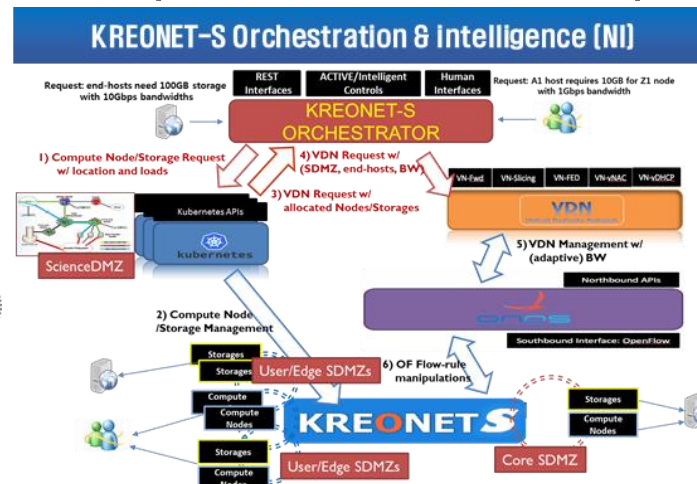 KREONET-S Orchestration & intelligence (NI)
Request: end-hosts need 100GB storage
with 10Gbps bandwidths
REST
Interfaces
ACTIVE/Intelligent
Controls
Human
Interfaces
Request: A1 host requires 10GB for Z1 node
with 1Gbps bandwidth
KREONET-S
ORCHESTRATOR
1) Compute Node/Storage Request
w/ location and loads
4) VDN Request w/
(SDMZ, end-hosts, BW)
3) VDN Request w/
allocated Nodes/Storages
VN-Fwd
VN-Slicing
VN-FED
VN-vNAC
VN-vDHCP
VDN
Kubernetes APIs
kubernetes
ScienceDMZ
5) VDN Management w/
(adaptive) BW
Northbound APIs
onos
Southbound Interface: OpenFlow
2) Compute Node
/Storage Management
6) OF Flow-rule
manipulations
Storages
Storages
User/Edge SDMZs
Compute
Compute
Nodes
Storages
Compute
Nodes
User/Edge SDMZs
KREONET S
Core SDMZ
Storages
Compute
Nodes